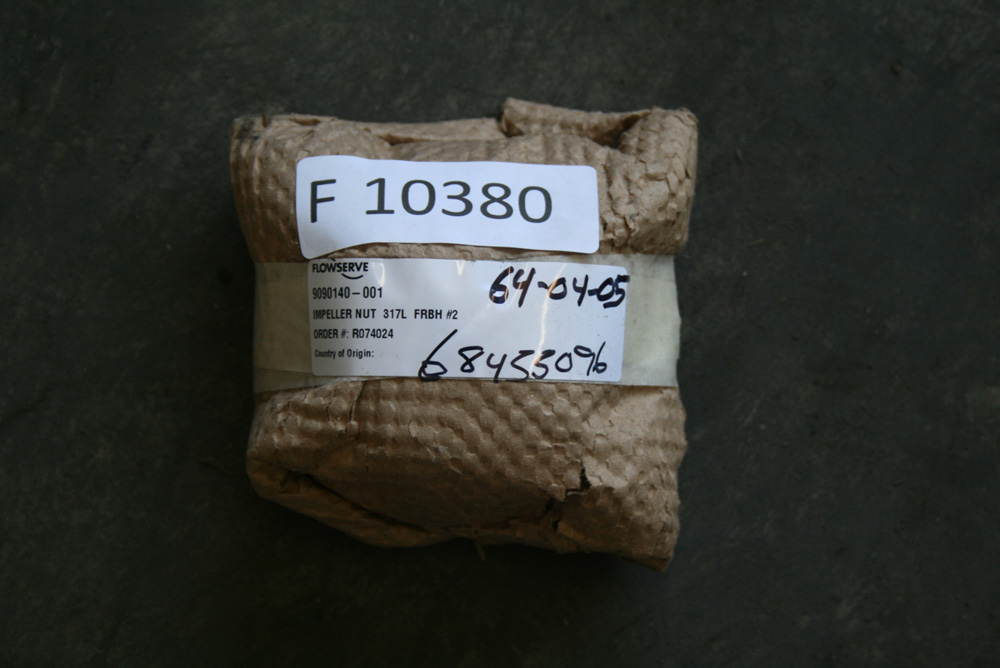 F 10380
FLOWSERVE
9090140-001
64-04-05
IMPELLER NUT 317L FRBH #2
ORDER #: R074024
Country of Origin:
68455096